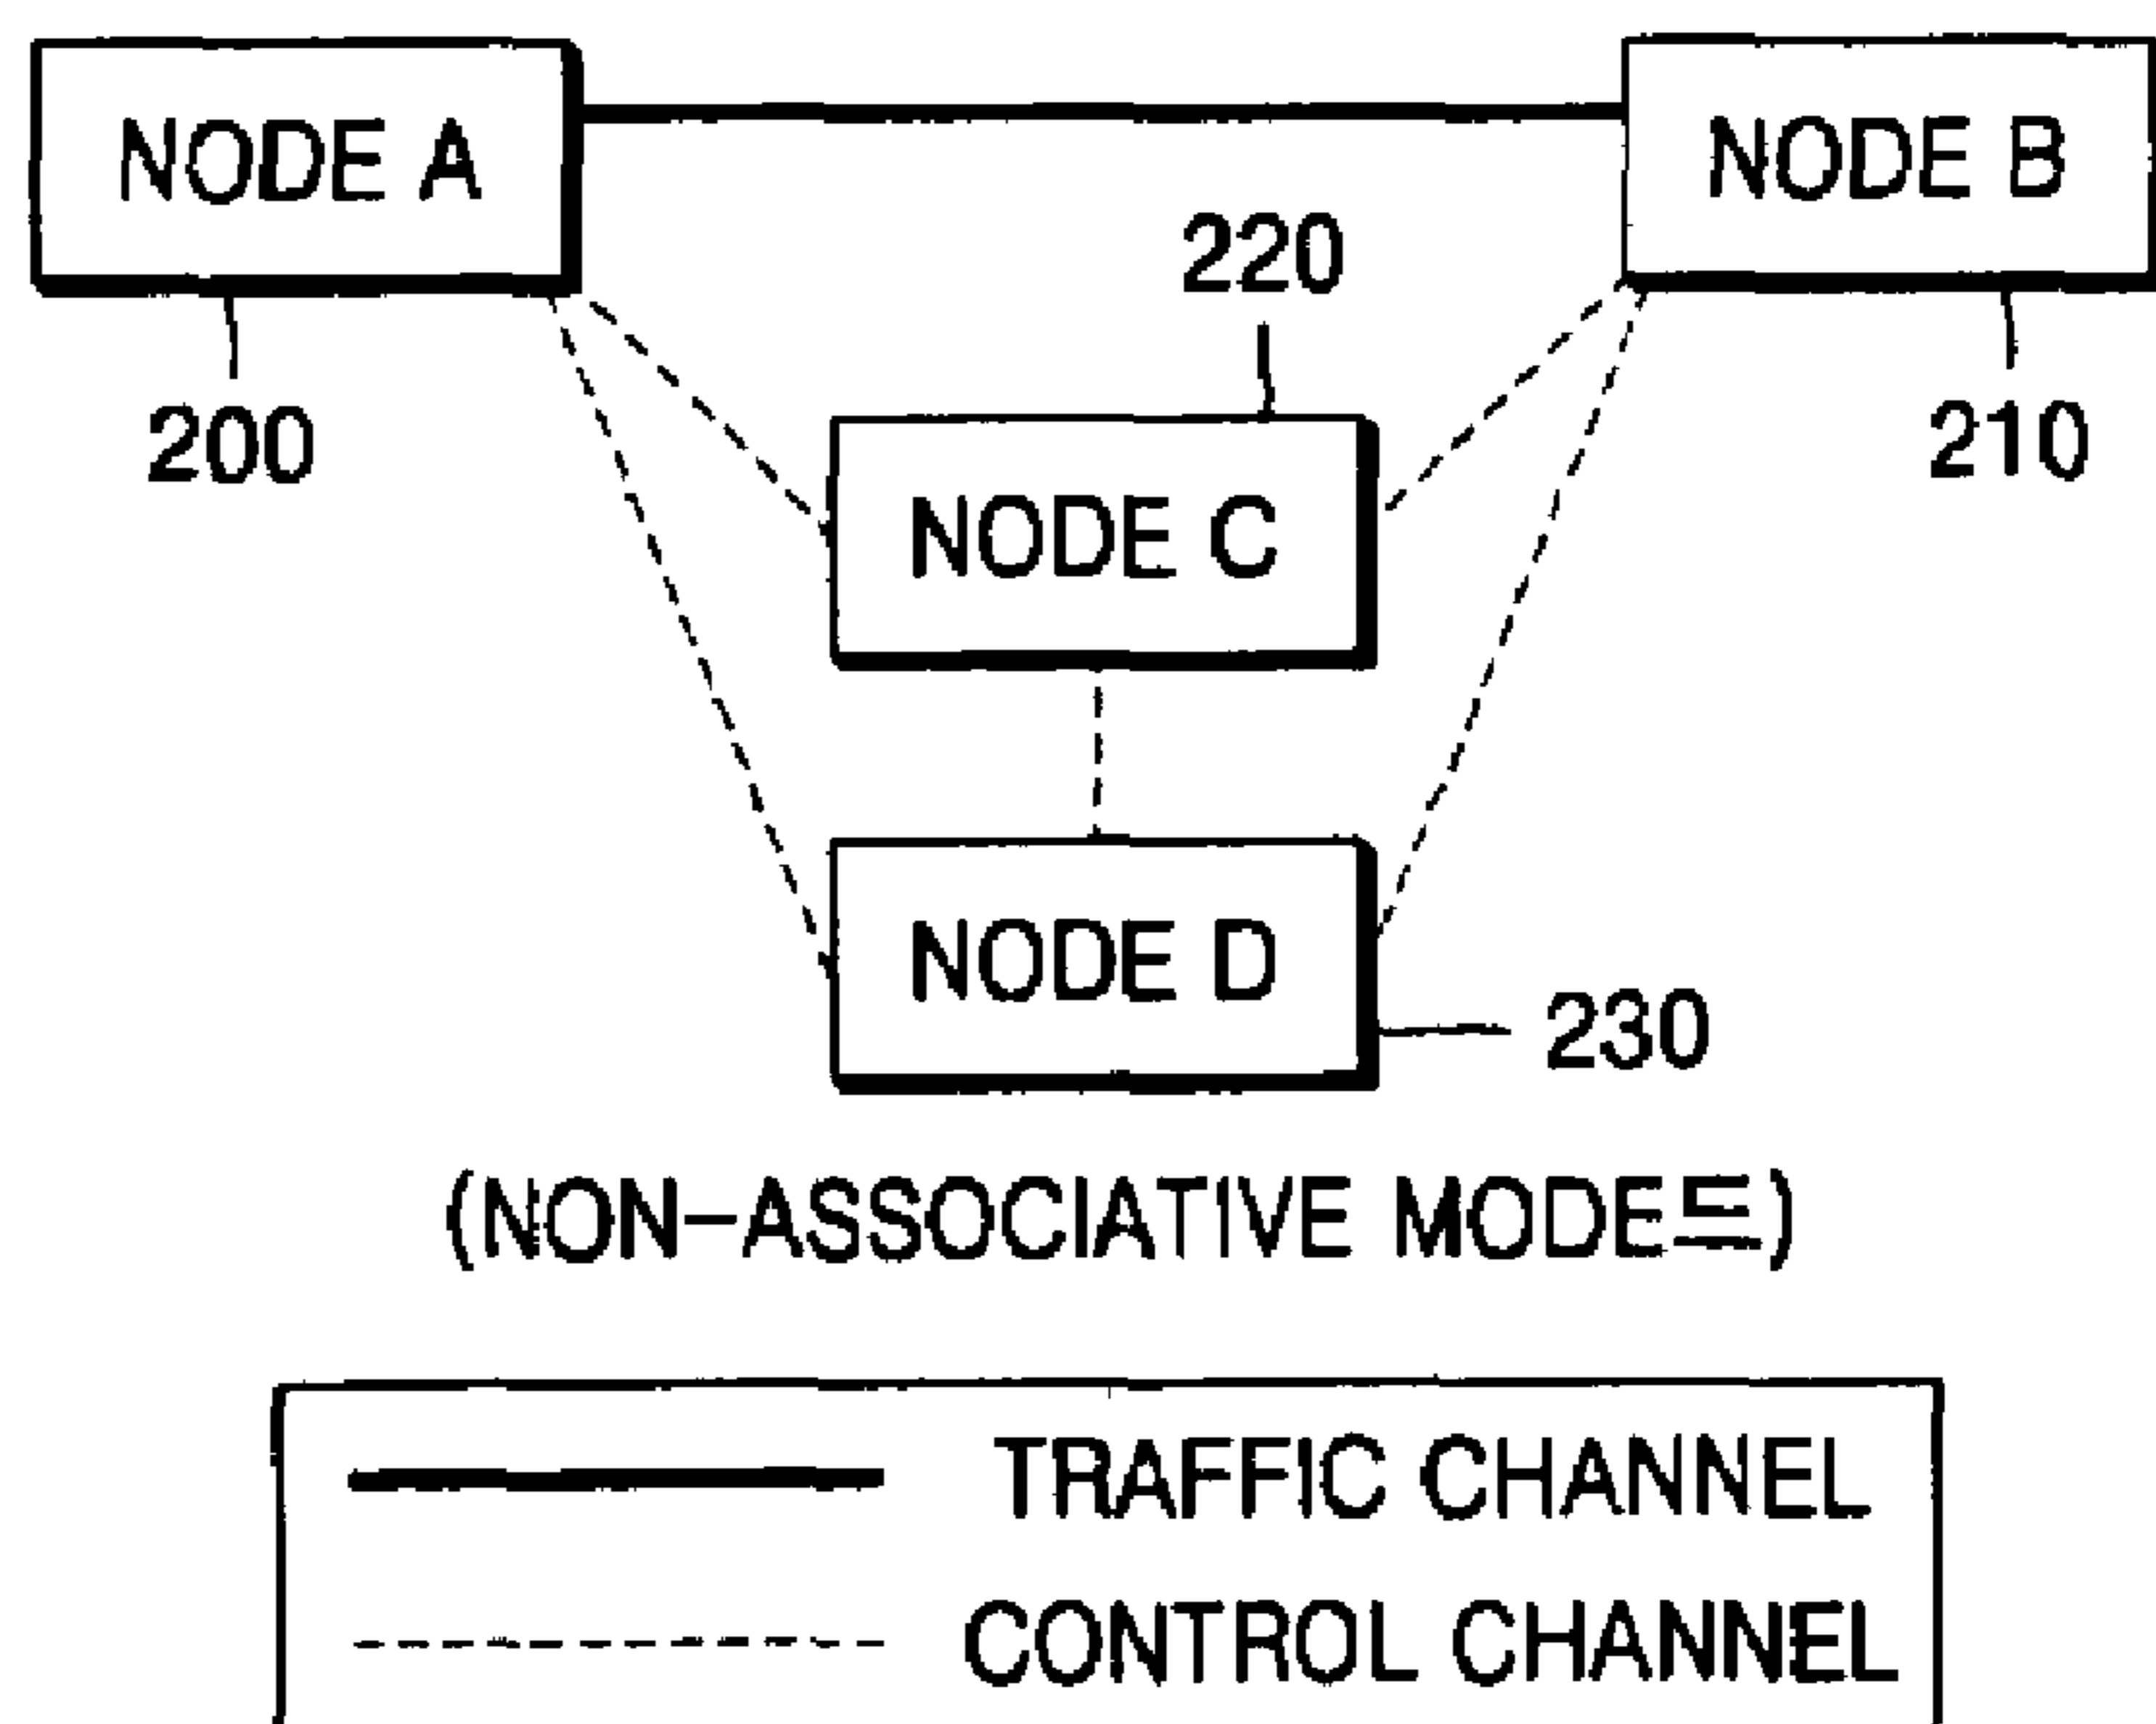 NODE A
NODE B
220
200
210
NODE C
NODE D
230
(NON-ASSOCIATIVE MODE드)
TRAFFIC CHANNEL
CONTROL CHANNEL